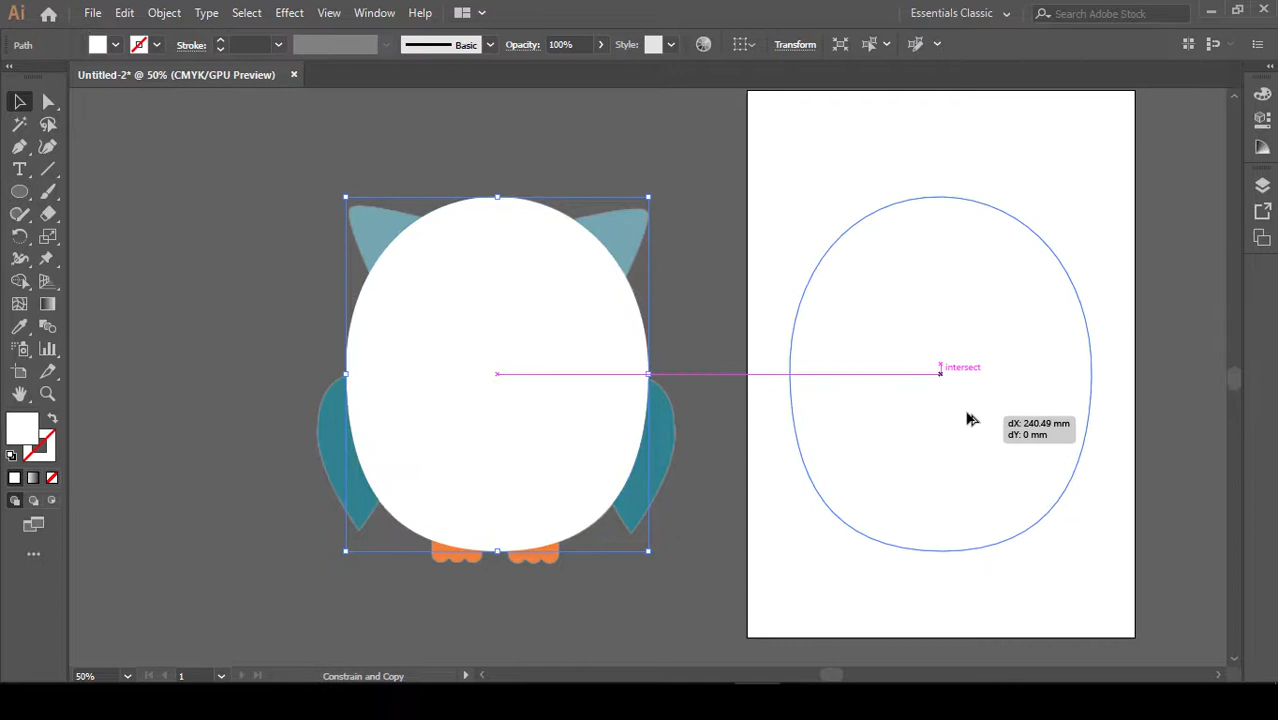 Ai File Edit Object Type Select Effect View Window Help Essentials Classic Search Adobe Stock
Path Stroke: Basic Opacity: 100% Style: Transform
Untitled-2* @ 50% (CMYK/GPU Preview)
intersect
dX: 240.49 mm
dY: 0 mm
50% 1 Constrain and Copy